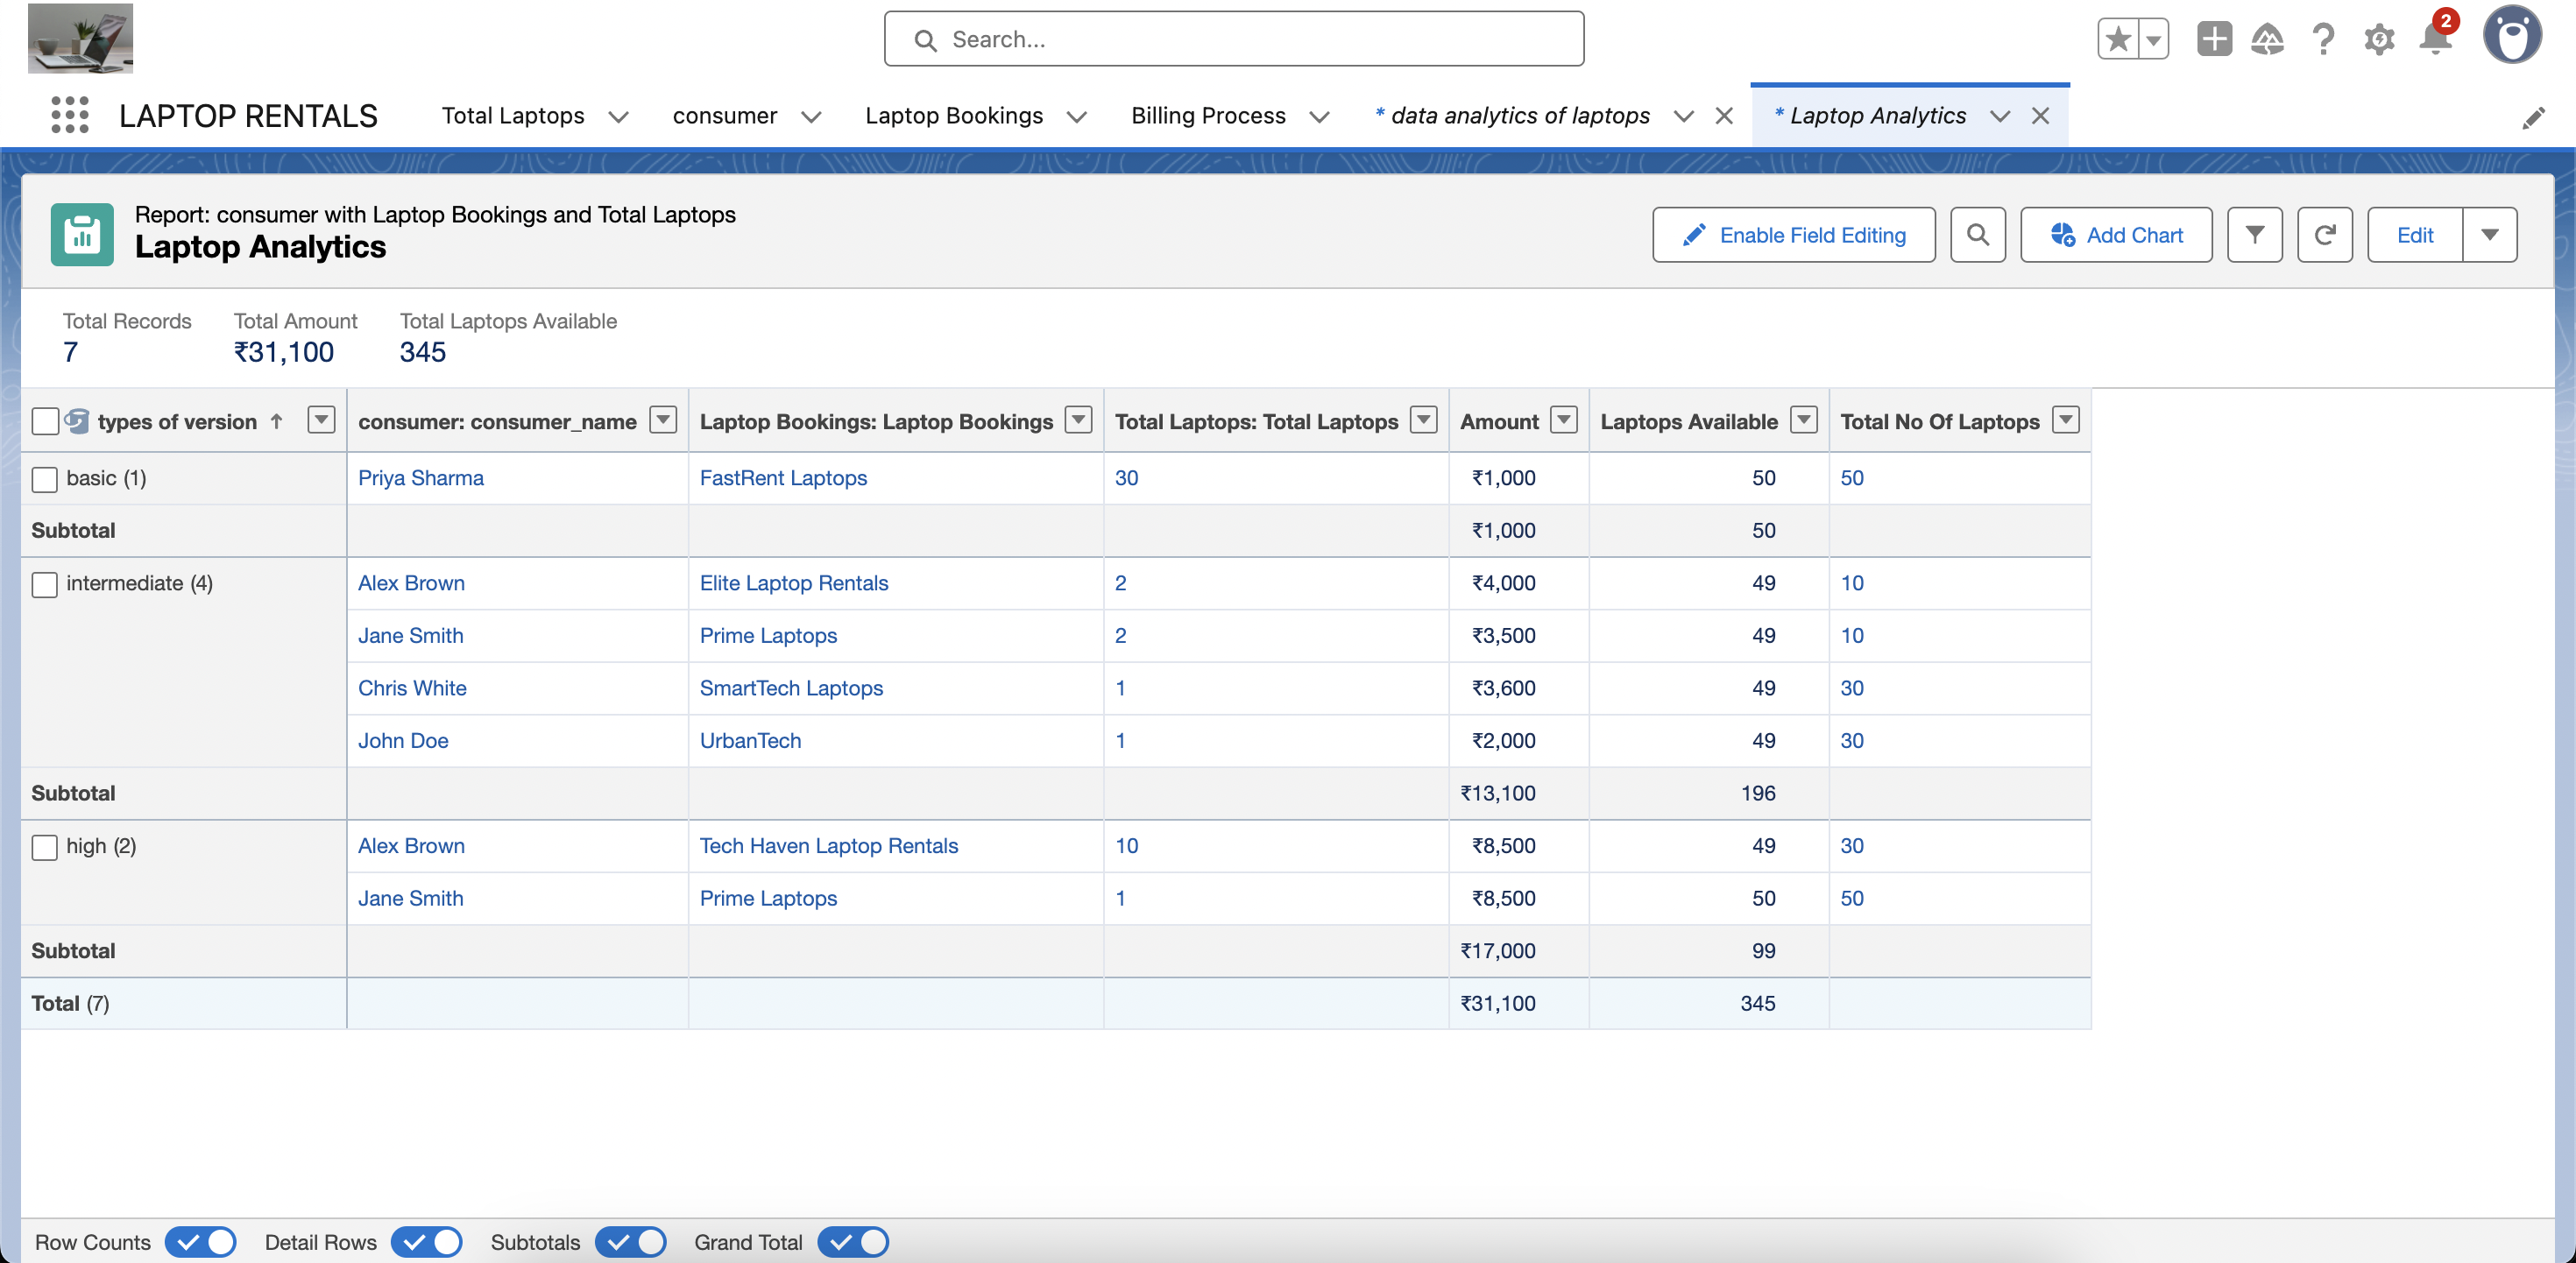 Search...
2
LAPTOP RENTALS Total Laptops consumer Laptop Bookings Billing Process * data analytics of laptops * Laptop Analytics
Report: consumer with Laptop Bookings and Total Laptops
Laptop Analytics
Enable Field Editing Add Chart Edit
Total Records Total Amount Total Laptops Available
7 ₹31,100 345
types of version ↑ consumer: consumer_name Laptop Bookings: Laptop Bookings Total Laptops: Total Laptops Amount Laptops Available Total No Of Laptops
basic (1) Priya Sharma FastRent Laptops 30 ₹1,000 50 50
Subtotal ₹1,000 50
intermediate (4) Alex Brown Elite Laptop Rentals 2 ₹4,000 49 10
Jane Smith Prime Laptops 2 ₹3,500 49 10
Chris White SmartTech Laptops 1 ₹3,600 49 30
John Doe UrbanTech 1 ₹2,000 49 30
Subtotal ₹13,100 196
high (2) Alex Brown Tech Haven Laptop Rentals 10 ₹8,500 49 30
Jane Smith Prime Laptops 1 ₹8,500 50 50
Subtotal ₹17,000 99
Total (7) ₹31,100 345
Row Counts Detail Rows Subtotals Grand Total